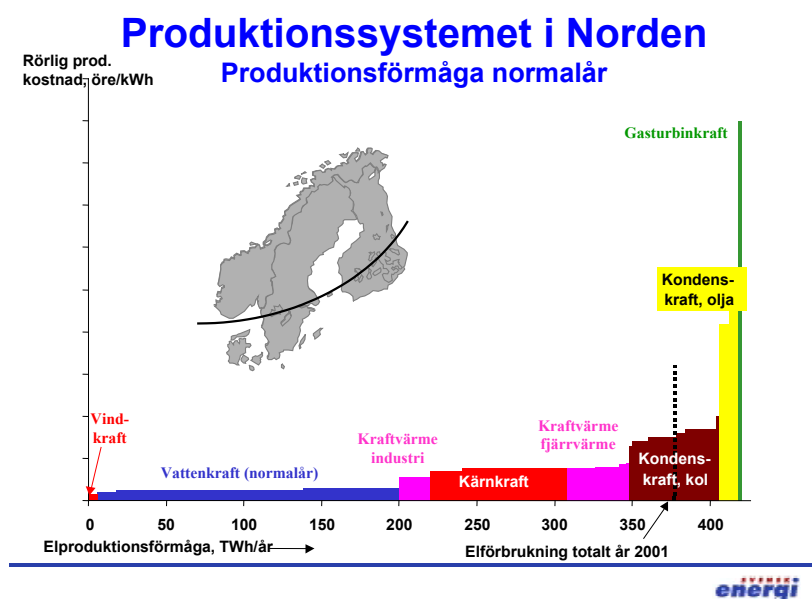 Produktionssystemet i Norden
Produktionsförmåga normalår
Rörlig prod.
kostnad, öre/kWh
Gasturbinkraft
Kondens-
kraft, olja
Vind-
kraft
Kraftvärme
industri
Kraftvärme
fjärrvärme
Vattenkraft (normalår)
Kärnkraft
Kondens-
kraft, kol
0 50 100 150 200 250 300 350 400
Elproduktionsförmåga, TWh/år
Elförbrukning totalt år 2001
SVENSK
energi